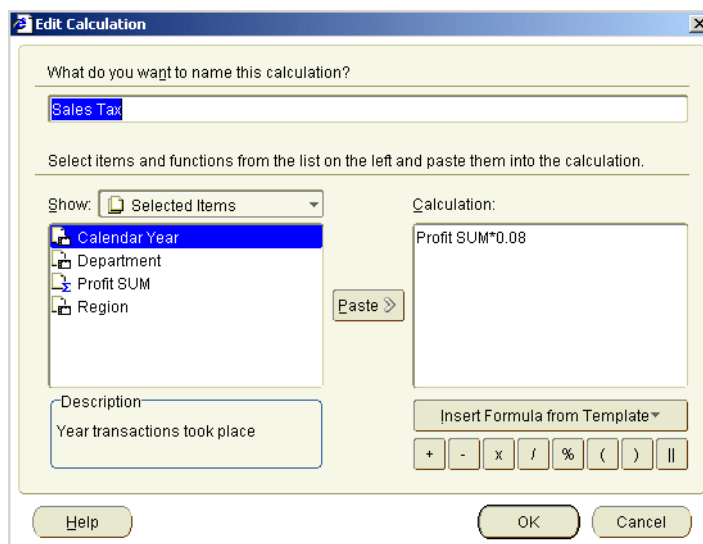 Edit Calculation
What do you want to name this calculation?
Sales Tax
Select items and functions from the list on the left and paste them into the calculation.
Show: Selected Items
Calendar Year
Department
Profit SUM
Region
Paste
Calculation:
Profit SUM*0.08
Description
Year transactions took place
Insert Formula from Template
+ - x / % ( ) ||
Help OK Cancel